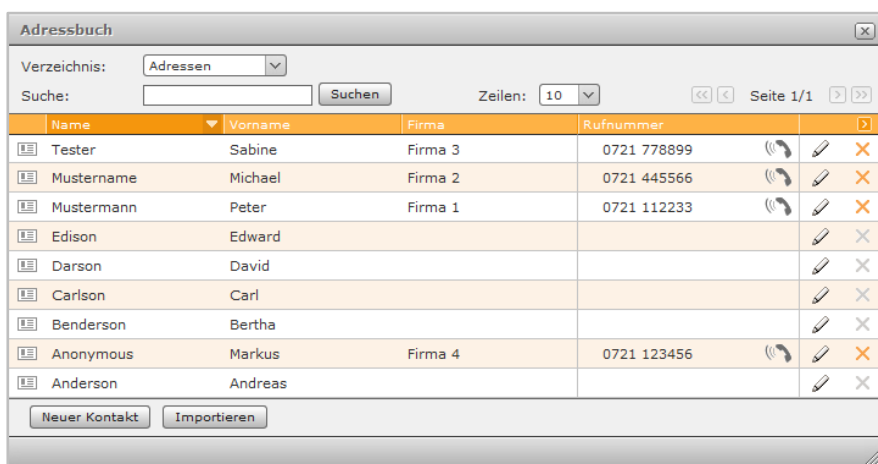 Adressbuch
Verzeichnis: Adressen
Suche: Suchen Zeilen: 10 << < Seite 1/1 > >>
Name Vorname Firma Rufnummer
Tester Sabine Firma 3 0721 778899
Mustername Michael Firma 2 0721 445566
Mustermann Peter Firma 1 0721 112233
Edison Edward
Darson David
Carlson Carl
Benderson Bertha
Anonymous Markus Firma 4 0721 123456
Anderson Andreas
Neuer Kontakt Importieren